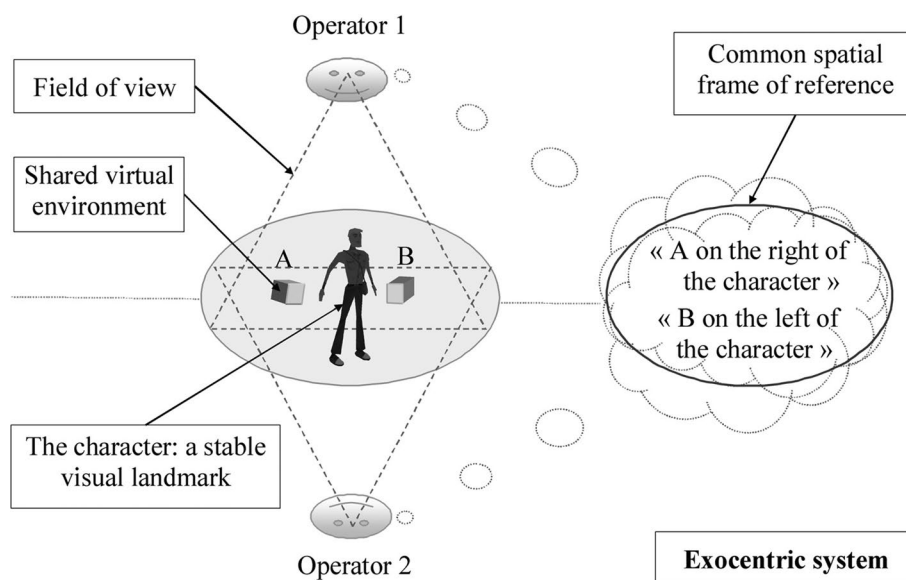 Operator 1
Field of view
Common spatial
frame of reference
Shared virtual
environment
A
B
« A on the right of
the character »
« B on the left of
the character »
The character: a stable
visual landmark
Operator 2
Exocentric system